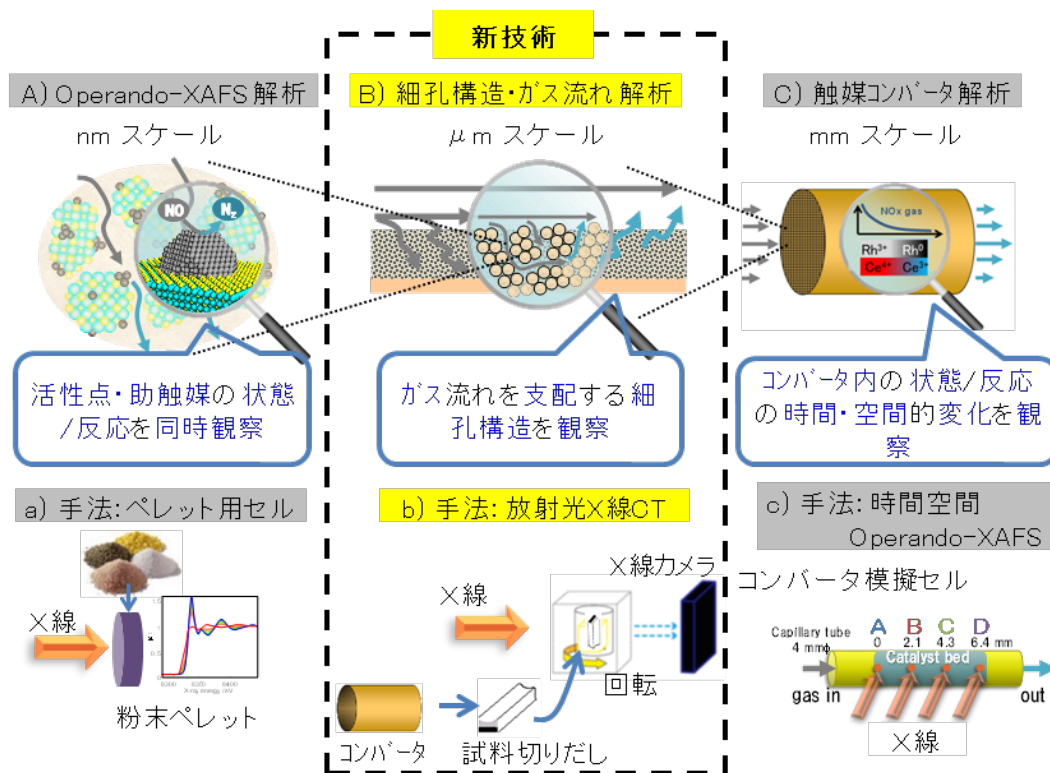 新技術
A) Operando-XAFS 解析
nm スケール
NO
N2
活性点・助触媒の 状態
/反応を同時観察
a) 手法: ペレット用セル
X線
粉末ペレット
B) 細孔構造・ガス流れ 解析
μm スケール
ガス流れを支配する 細
孔構造を観察
b) 手法: 放射光X線CT
X線カメラ
X線
回転
コンバータ
試料切りだし
C) 触媒コンバータ解析
mm スケール
NOx gas
Rh3+
Rh0
Ce4+
Ce3+
コンバータ内の 状態/反応
の 時間・空間的変化を観
察
c) 手法: 時間空間
Operando-XAFS
コンバータ模擬セル
Capillary tube
4 mmφ
A B C D
0 2.1 4.3 6.4 mm
Catalyst bed
gas in
out
X線